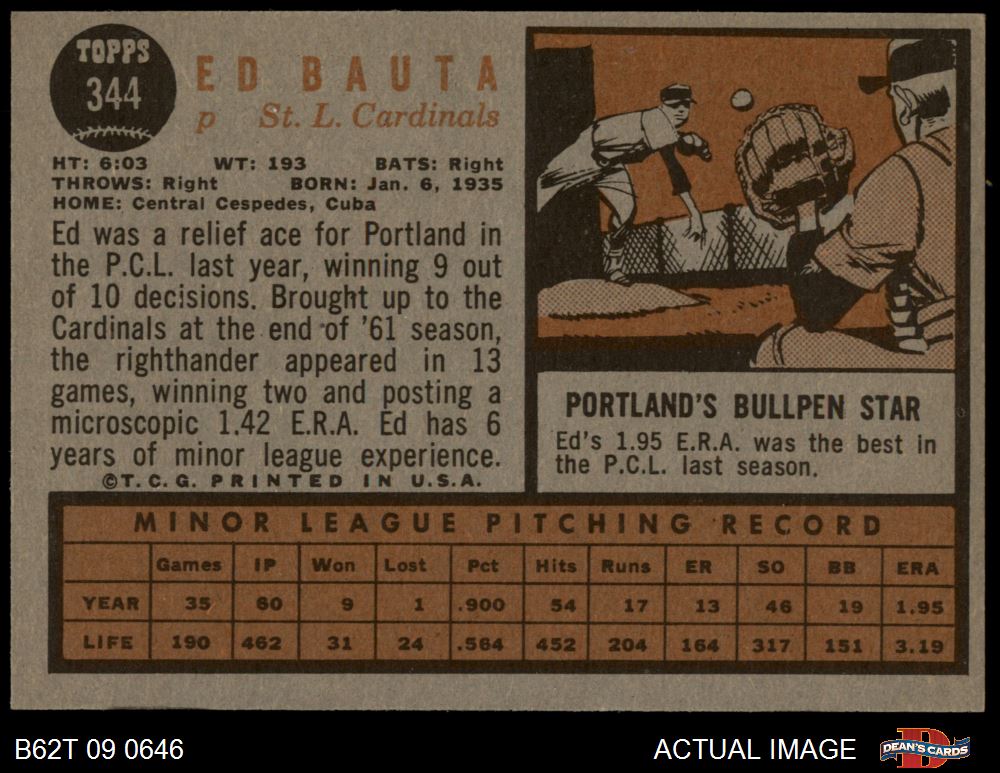 TOPPS
344
ED BAUTA
p St. L. Cardinals
HT: 6:03 WT: 193 BATS: Right
THROWS: Right BORN: Jan. 6, 1935
HOME: Central Cespedes, Cuba
Ed was a relief ace for Portland in
the P.C.L. last year, winning 9 out
of 10 decisions. Brought up to the
Cardinals at the end of '61 season,
the righthander appeared in 13
games, winning two and posting a
microscopic 1.42 E.R.A. Ed has 6
years of minor league experience.
©T.C.G. PRINTED IN U.S.A.
PORTLAND'S BULLPEN STAR
Ed's 1.95 E.R.A. was the best in
the P.C.L. last season.
MINOR LEAGUE PITCHING RECORD
Games IP Won Lost Pct Hits Runs ER SO BB ERA
YEAR 35 60 9 1 .900 54 17 13 46 19 1.95
LIFE 190 462 31 24 .564 452 204 164 317 151 3.19
B62T 09 0646
ACTUAL IMAGE
B
DEAN'S CARDS